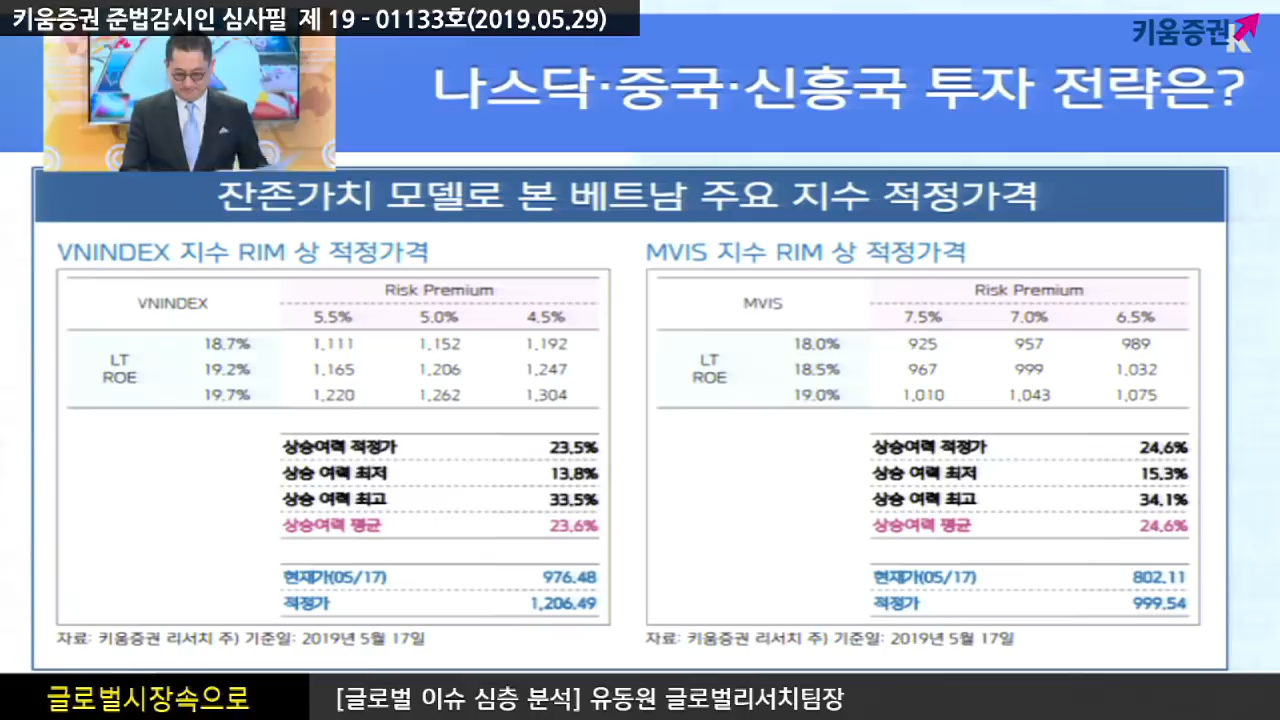 키움증권 준법감시인 심사필 제 19 - 01133호(2019.05.29)
키움증권
나스닥·중국·신흥국 투자 전략은?
잔존가치 모델로 본 베트남 주요 지수 적정가격
VNINDEX 지수 RIM 상 적정가격
VNINDEX
Risk Premium
5.5% 5.0% 4.5%
LT
ROE
18.7% 1,111 1,152 1,192
19.2% 1,165 1,206 1,247
19.7% 1,220 1,262 1,304
상승여력 적정가 23.5%
상승 여력 최저 13.8%
상승 여력 최고 33.5%
상승여력 평균 23.6%
현재가(05/17) 976.48
적정가 1,206.49
자료: 키움증권 리서치 주) 기준일: 2019년 5월 17일
MVIS 지수 RIM 상 적정가격
MVIS
Risk Premium
7.5% 7.0% 6.5%
LT
ROE
18.0% 925 957 989
18.5% 967 999 1,032
19.0% 1,010 1,043 1,075
상승여력 적정가 24.6%
상승 여력 최저 15.3%
상승 여력 최고 34.1%
상승여력 평균 24.6%
현재가(05/17) 802.11
적정가 999.54
자료: 키움증권 리서치 주) 기준일: 2019년 5월 17일
글로벌시장속으로
[글로벌 이슈 심층 분석] 유동원 글로벌리서치팀장